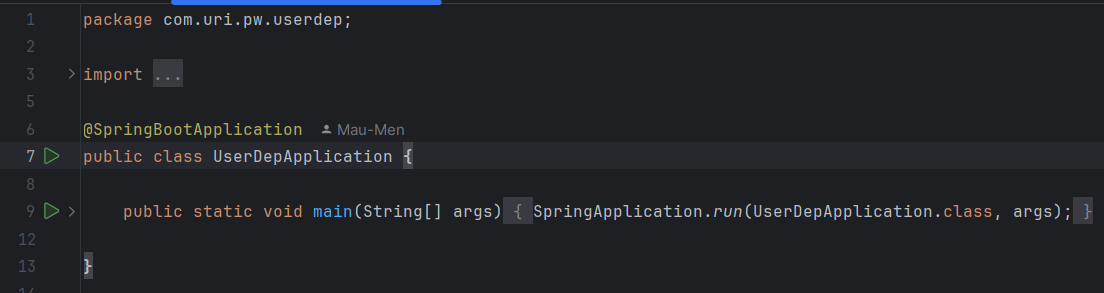 1 package com.uri.pw.userdep;
2
3 import ...
5
6 @SpringBootApplication Mau-Men
7 public class UserDepApplication {
8
9 public static void main(String[] args) { SpringApplication.run(UserDepApplication.class, args); }
12
13 }
14